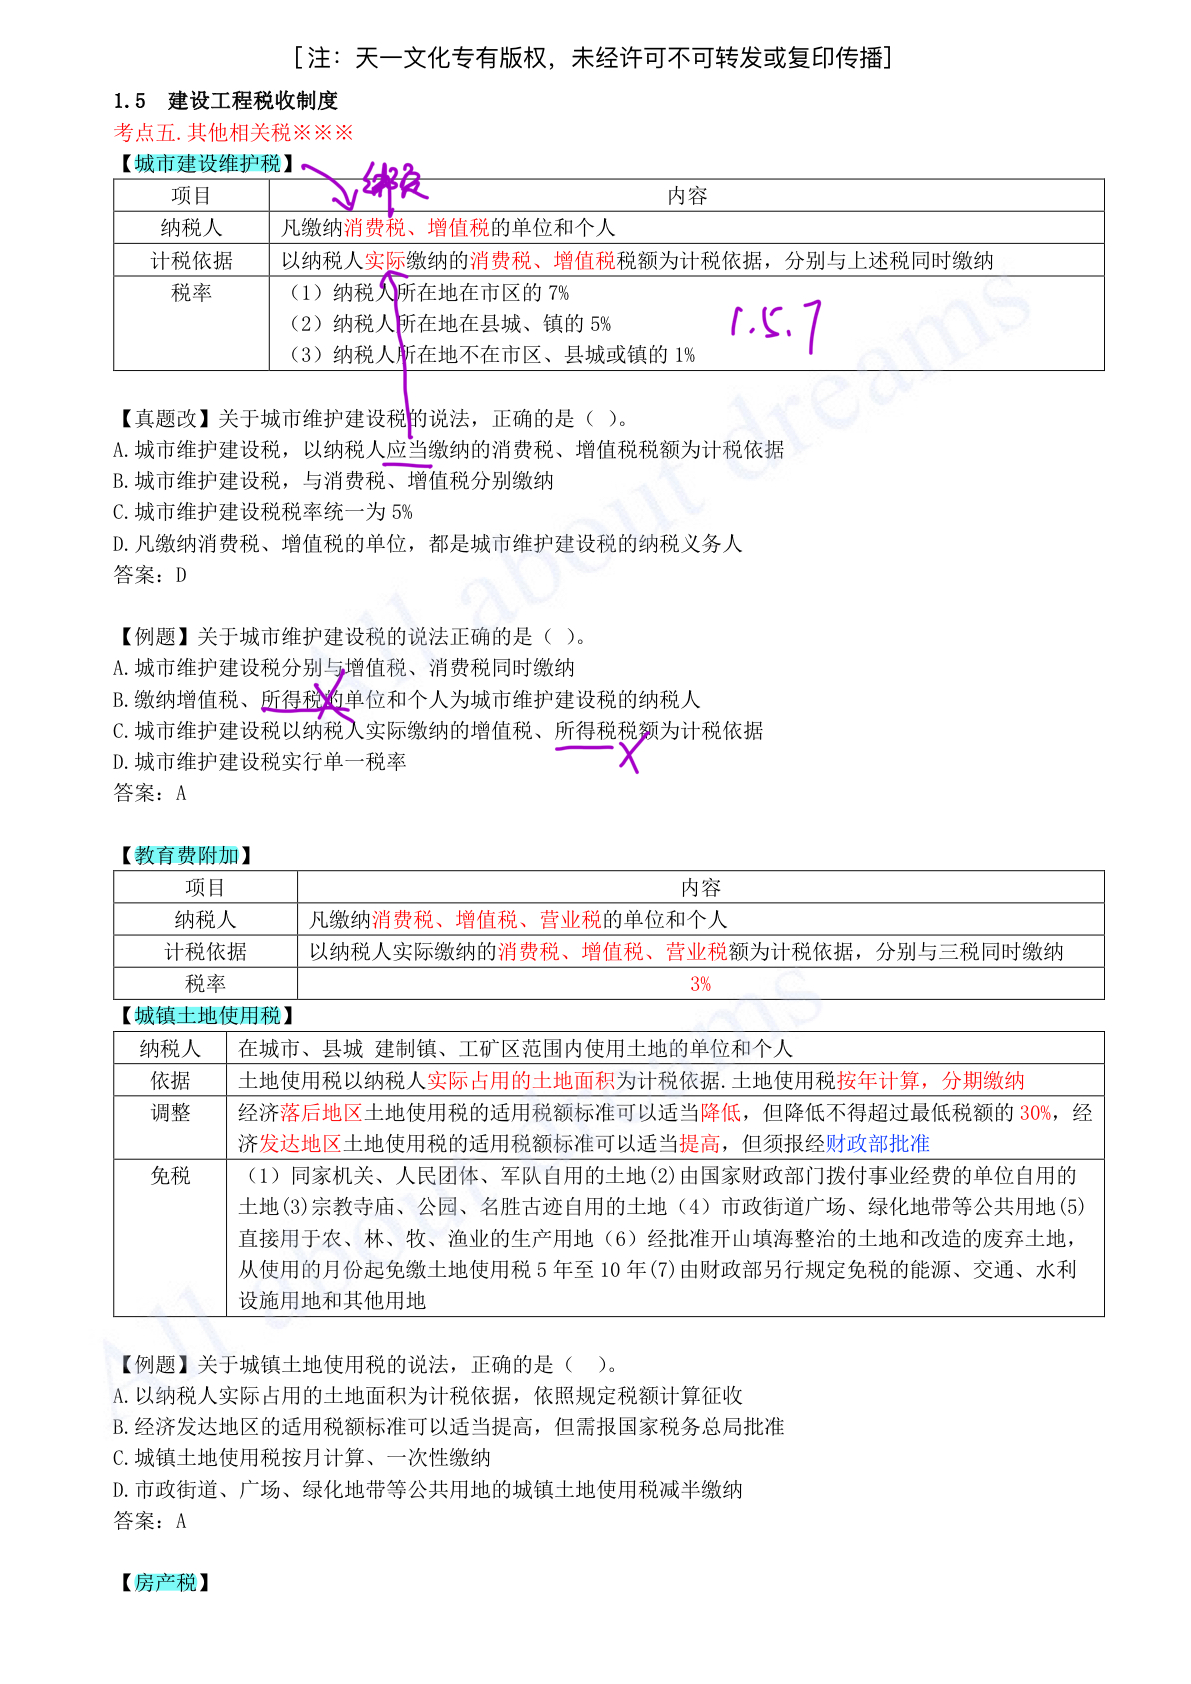 [注：天一文化专有版权，未经许可不可转发或复印传播]
1.5 建设工程税收制度
考点五.其他相关税※※※
【城市建设维护税】
项目 内容
纳税人 凡缴纳消费税、增值税的单位和个人
计税依据 以纳税人实际缴纳的消费税、增值税税额为计税依据，分别与上述税同时缴纳
税率 （1）纳税人所在地在市区的 7%
（2）纳税人所在地在县城、镇的 5%
（3）纳税人所在地不在市区、县城或镇的 1%
1.5.7
【真题改】关于城市维护建设税的说法，正确的是（ ）。
A.城市维护建设税，以纳税人应当缴纳的消费税、增值税税额为计税依据
B.城市维护建设税，与消费税、增值税分别缴纳
C.城市维护建设税税率统一为 5%
D.凡缴纳消费税、增值税的单位，都是城市维护建设税的纳税义务人
答案：D
【例题】关于城市维护建设税的说法正确的是（ ）。
A.城市维护建设税分别与增值税、消费税同时缴纳
B.缴纳增值税、所得税的单位和个人为城市维护建设税的纳税人
C.城市维护建设税以纳税人实际缴纳的增值税、所得税税额为计税依据
D.城市维护建设税实行单一税率
答案：A
【教育费附加】
项目 内容
纳税人 凡缴纳消费税、增值税、营业税的单位和个人
计税依据 以纳税人实际缴纳的消费税、增值税、营业税额为计税依据，分别与三税同时缴纳
税率 3%
【城镇土地使用税】
纳税人 在城市、县城 建制镇、工矿区范围内使用土地的单位和个人
依据 土地使用税以纳税人实际占用的土地面积为计税依据.土地使用税按年计算，分期缴纳
调整 经济落后地区土地使用税的适用税额标准可以适当降低，但降低不得超过最低税额的 30%，经
济发达地区土地使用税的适用税额标准可以适当提高，但须报经财政部批准
免税 （1）同家机关、人民团体、军队自用的土地(2)由国家财政部门拨付事业经费的单位自用的
土地(3)宗教寺庙、公园、名胜古迹自用的土地（4）市政街道广场、绿化地带等公共用地(5)
直接用于农、林、牧、渔业的生产用地（6）经批准开山填海整治的土地和改造的废弃土地，
从使用的月份起免缴土地使用税 5 年至 10 年(7)由财政部另行规定免税的能源、交通、水利
设施用地和其他用地
【例题】关于城镇土地使用税的说法，正确的是（ ）。
A.以纳税人实际占用的土地面积为计税依据，依照规定税额计算征收
B.经济发达地区的适用税额标准可以适当提高，但需报国家税务总局批准
C.城镇土地使用税按月计算、一次性缴纳
D.市政街道、广场、绿化地带等公共用地的城镇土地使用税减半缴纳
答案：A
【房产税】
All about dreams
All about dreams